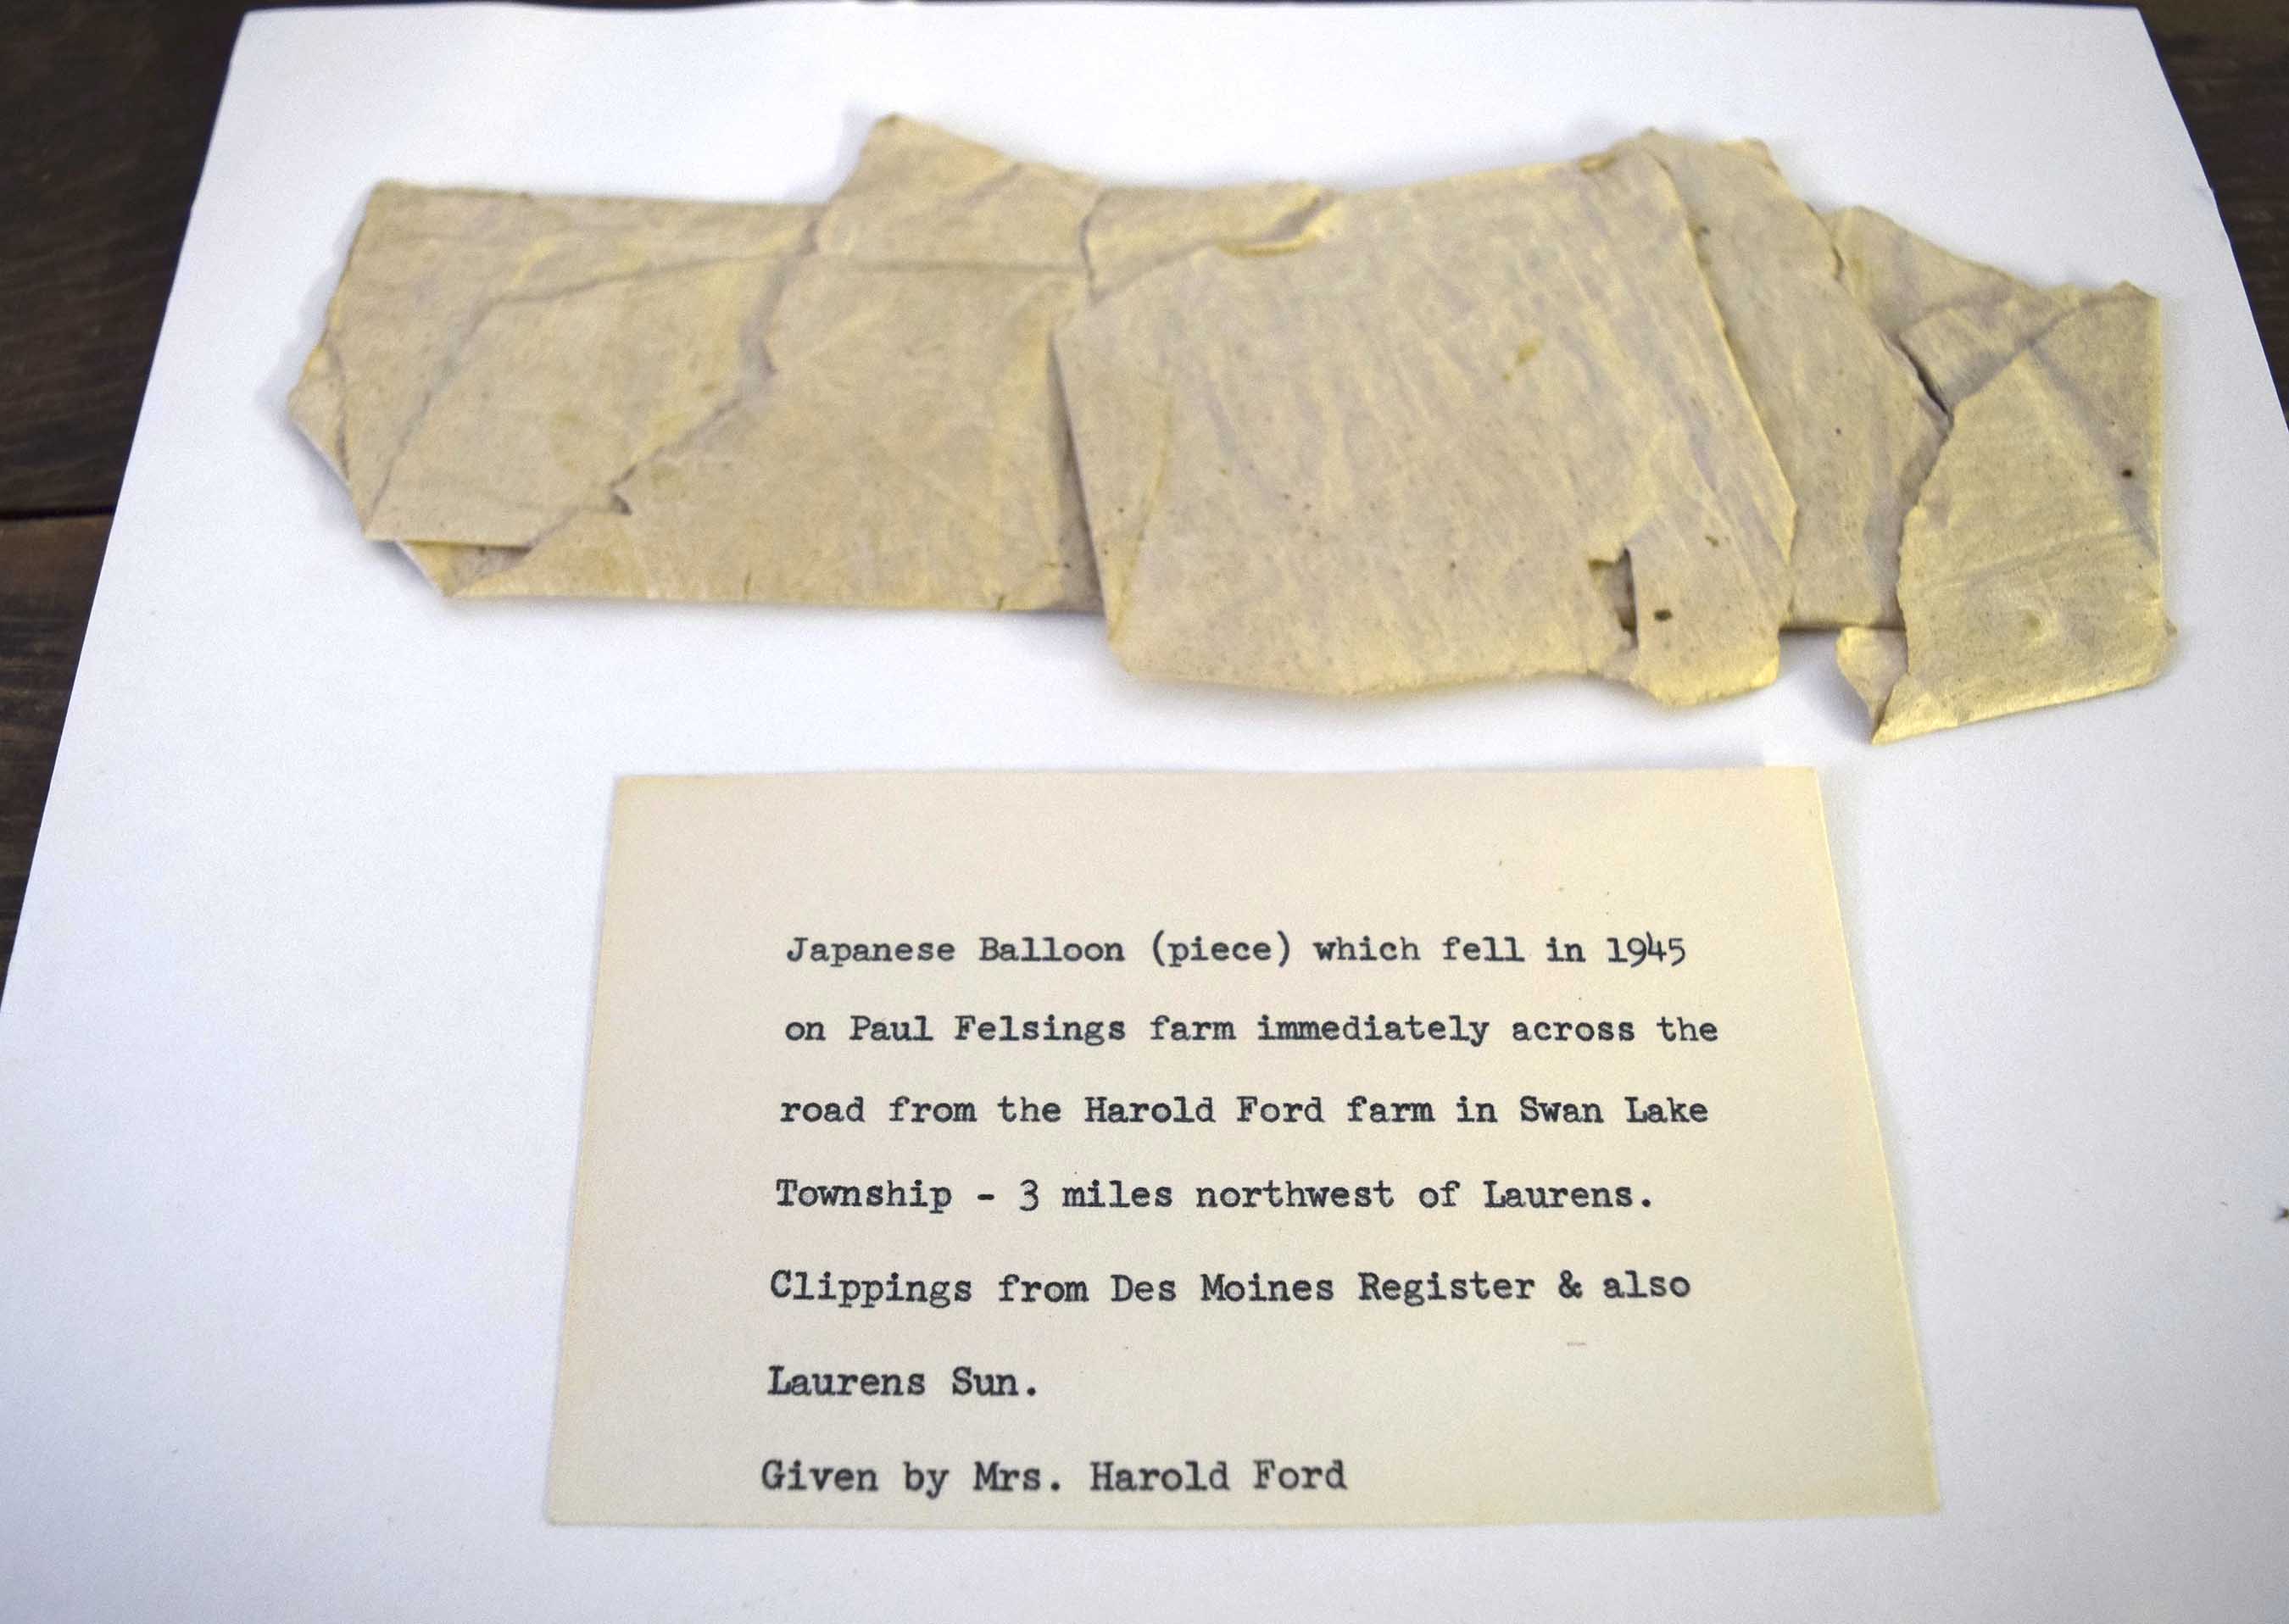 Japanese Balloon (piece) which fell in 1945
on Paul Felsings farm immediately across the
road from the Harold Ford farm in Swan Lake
Township - 3 miles northwest of Laurens.
Clippings from Des Moines Register & also
Laurens Sun.
Given by Mrs. Harold Ford